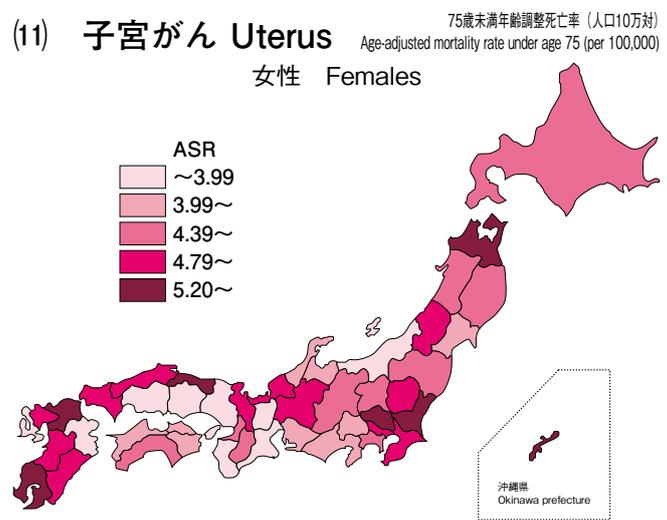 (11) 子宮がん Uterus
75歳未満年齢調整死亡率（人口10万対）
Age-adjusted mortality rate under age 75 (per 100,000)
女性 Females
ASR
～3.99
3.99～
4.39～
4.79～
5.20～
沖縄県
Okinawa prefecture